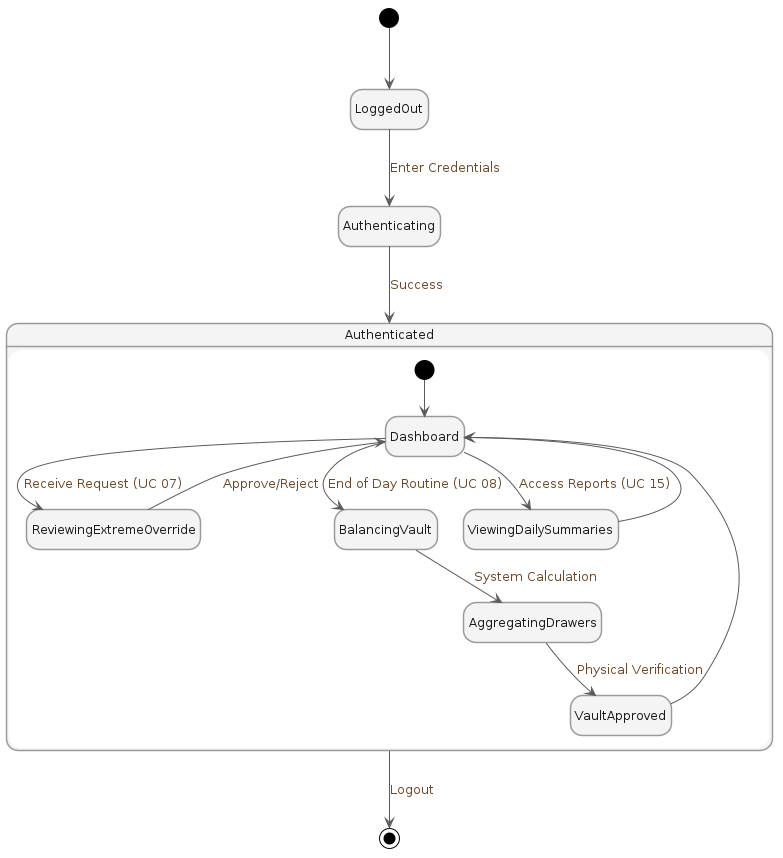 LoggedOut
Enter Credentials
Authenticating
Success
Authenticated
Dashboard
Receive Request (UC 07)
Approve/Reject
End of Day Routine (UC 08)
Access Reports (UC 15)
ReviewingExtremeOverride
BalancingVault
ViewingDailySummaries
System Calculation
AggregatingDrawers
Physical Verification
VaultApproved
Logout